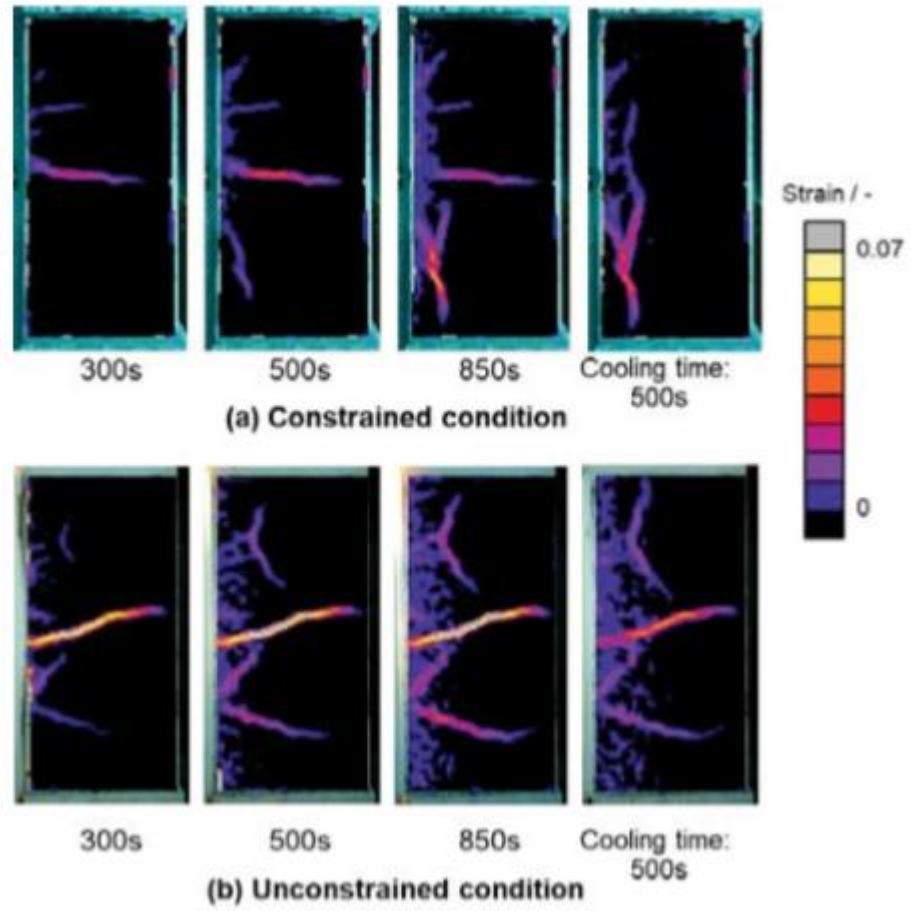 Strain / -
0.07
0
300s
500s
850s
Cooling time:
500s
(a) Constrained condition
300s
500s
850s
Cooling time:
500s
(b) Unconstrained condition